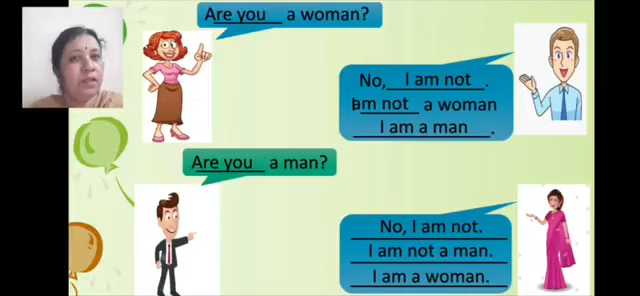 Are you a woman?
No, I am not.
I am not a woman
I am a man.
Are you a man?
No, I am not.
I am not a man.
I am a woman.